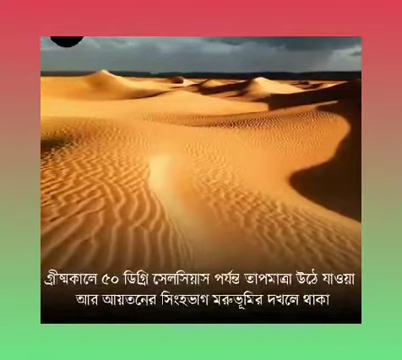 গ্রীষ্মকালে ৫০ ডিগ্রি সেলসিয়াস পর্যন্ত তাপমাত্রা উঠে যাওয়া
আর আয়তনের সিংহভাগ মরুভূমির দখলে থাকা